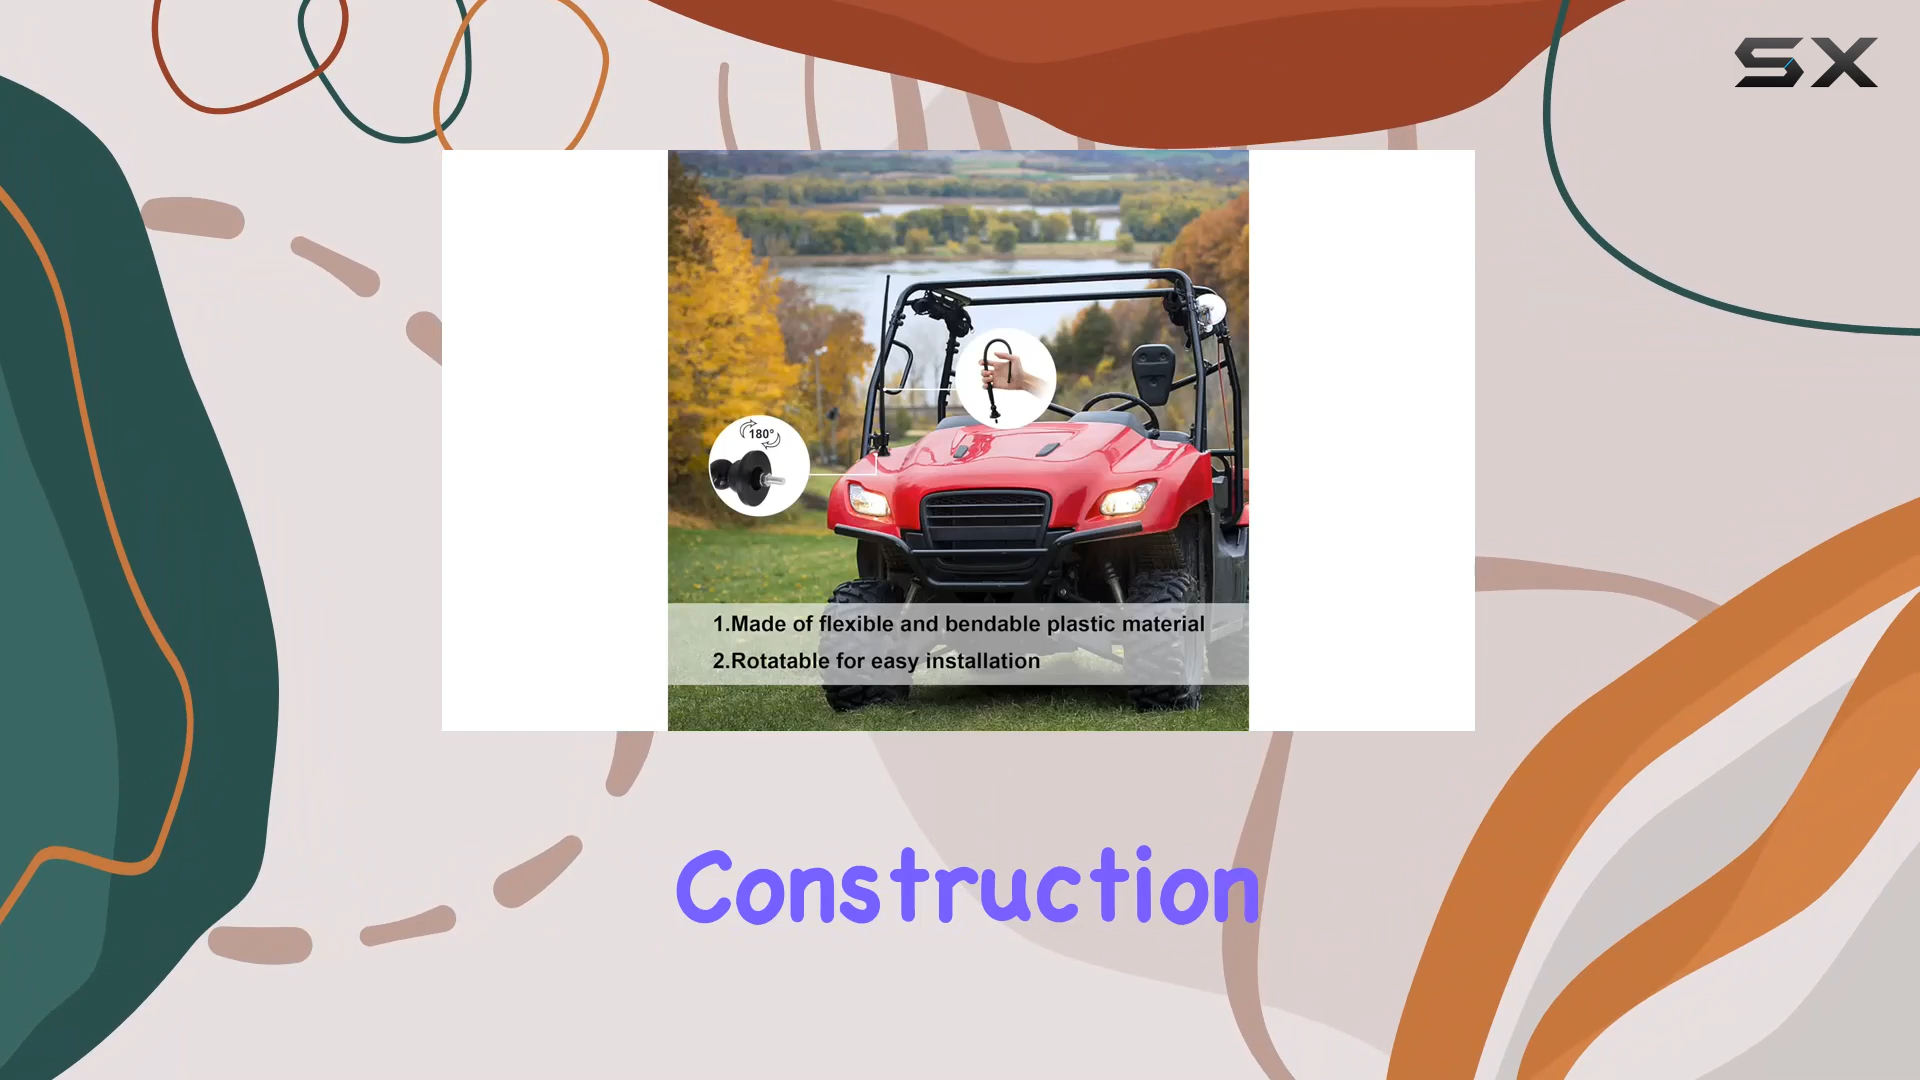 SX
180°
1.Made of flexible and bendable plastic material
2.Rotatable for easy installation
Construction